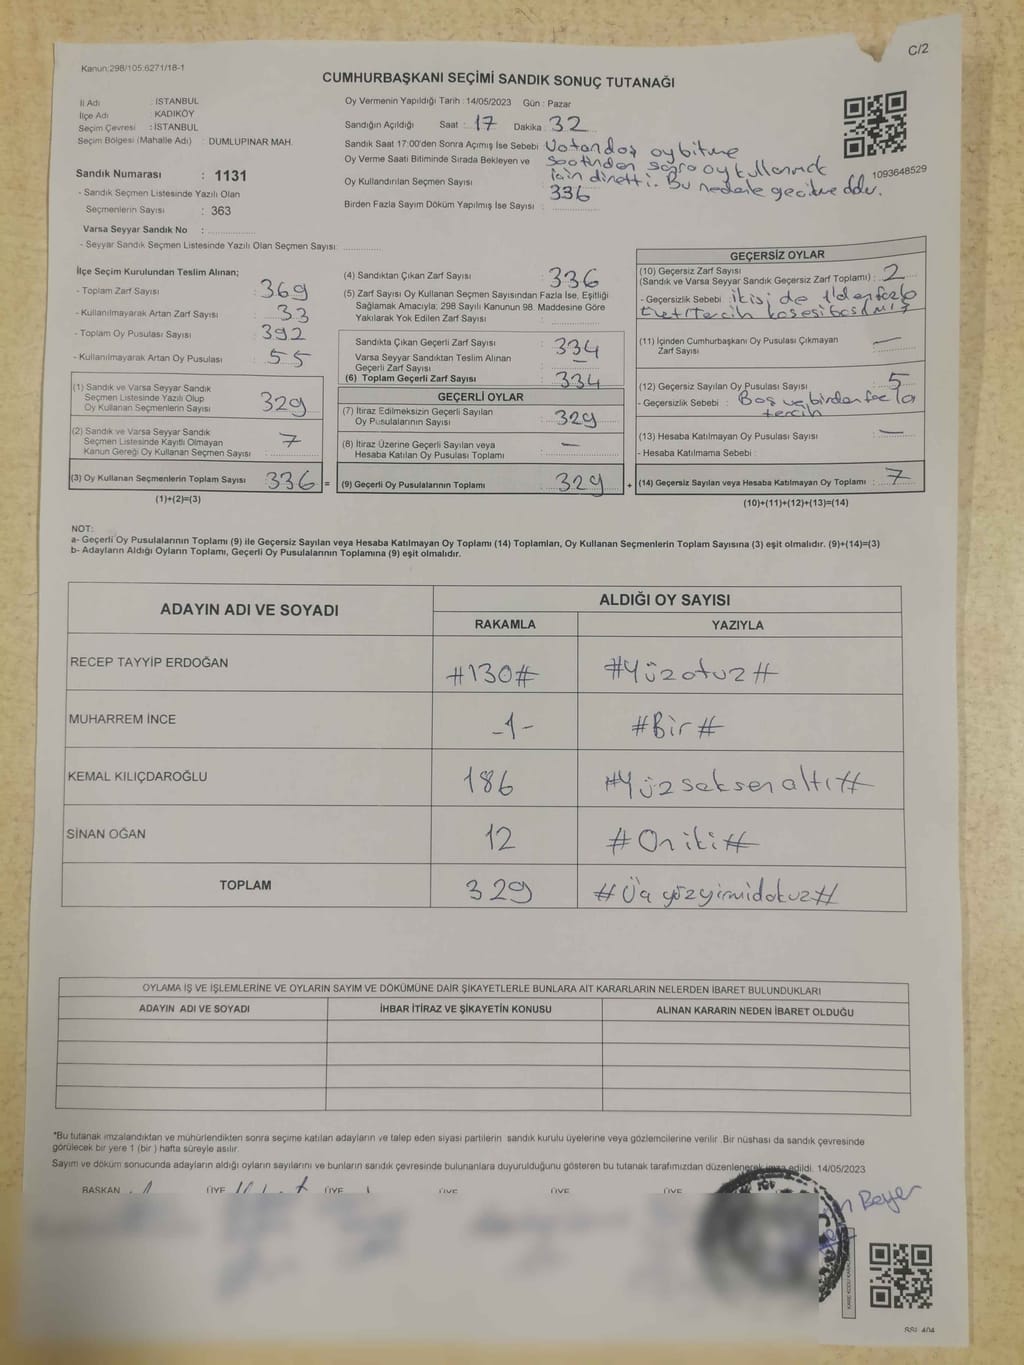 C/2
Kanun:298/105:6271/18-1
CUMHURBAŞKANI SEÇİMİ SANDIK SONUÇ TUTANAĞI
İl Adı : İSTANBUL
İlçe Adı : KADIKÖY
Seçim Çevresi : İSTANBUL
Seçim Bölgesi (Mahalle Adı) : DUMLUPINAR MAH.
Sandık Numarası : 1131
- Sandık Seçmen Listesinde Yazılı Olan
Seçmenlerin Sayısı : 363
Varsa Seyyar Sandık No :
- Seyyar Sandık Seçmen Listesinde Yazılı Olan Seçmen Sayısı:
Oy Vermenin Yapıldığı Tarih : 14/05/2023 Gün : Pazar
Sandığın Açıldığı Saat : 17 Dakika : 32
Sandık Saat 17:00'den Sonra Açımış İse Sebebi : Vatandaş oy bitme
Oy Verme Saati Bitiminde Sırada Bekleyen ve saatinden sonra oy kullanmak
için diretti. Bu nedenle gecikme oldu.
Oy Kullandırılan Seçmen Sayısı : 336
Birden Fazla Sayım Döküm Yapılmış İse Sayısı :
1093648529
İlçe Seçim Kurulundan Teslim Alınan;
- Toplam Zarf Sayısı : 369
- Kullanılmayarak Artan Zarf Sayısı : 33
- Toplam Oy Pusulası Sayısı : 392
- Kullanılmayarak Artan Oy Pusulası : 55
(1) Sandık ve Varsa Seyyar Sandık
Seçmen Listesinde Yazılı Olup
Oy Kullanan Seçmenlerin Sayısı : 329
(2) Sandık ve Varsa Seyyar Sandık
Seçmen Listesinde Kayıtlı Olmayan
Kanun Gereği Oy Kullanan Seçmen Sayısı : 7
(3) Oy Kullanan Seçmenlerin Toplam Sayısı : 336 =
(1)+(2)=(3)
(4) Sandıktan Çıkan Zarf Sayısı : 336
(5) Zarf Sayısı Oy Kullanan Seçmen Sayısından Fazla İse, Eşitliği
Sağlamak Amacıyla; 298 Sayılı Kanunun 98. Maddesine Göre
Yakılarak Yok Edilen Zarf Sayısı :
Sandıkta Çıkan Geçerli Zarf Sayısı : 334
Varsa Seyyar Sandıktan Teslim Alınan
Geçerli Zarf Sayısı : –
(6) Toplam Geçerli Zarf Sayısı : 334
GEÇERLİ OYLAR
(7) İtiraz Edilmeksizin Geçerli Sayılan
Oy Pusulalarının Sayısı : 329
(8) İtiraz Üzerine Geçerli Sayılan veya
Hesaba Katılan Oy Pusulası Toplamı : –
(9) Geçerli Oy Pusulalarının Toplamı : 329 +
GEÇERSİZ OYLAR
(10) Geçersiz Zarf Sayısı
(Sandık ve Varsa Seyyar Sandık Geçersiz Zarf Toplamı) : 2
- Geçersizlik Sebebi : ikisi de 1'den fazla
Evet/Tercih kaşesi basılmış
(11) İçinden Cumhurbaşkanı Oy Pusulası Çıkmayan
Zarf Sayısı : –
(12) Geçersiz Sayılan Oy Pusulası Sayısı : 5
- Geçersizlik Sebebi : Boş ve birden fazla
tercih
(13) Hesaba Katılmayan Oy Pusulası Sayısı : –
- Hesaba Katılmama Sebebi :
(14) Geçersiz Sayılan veya Hesaba Katılmayan Oy Toplamı : 7
(10)+(11)+(12)+(13)=(14)
NOT:
a- Geçerli Oy Pusulalarının Toplamı (9) ile Geçersiz Sayılan veya Hesaba Katılmayan Oy Toplamı (14) Toplamları, Oy Kullanan Seçmenlerin Toplam Sayısına (3) eşit olmalıdır. (9)+(14)=(3)
b- Adayların Aldığı Oyların Toplamı, Geçerli Oy Pusulalarının Toplamına (9) eşit olmalıdır.
ADAYIN ADI VE SOYADI ALDIĞI OY SAYISI
RAKAMLA YAZIYLA
RECEP TAYYİP ERDOĞAN #130# #Yüzotuz#
MUHARREM İNCE -1- #Bir#
KEMAL KILIÇDAROĞLU 186 #Yüzseksenaltı#
SİNAN OĞAN 12 #Oniki#
TOPLAM 329 #Üçyüzyirmidokuz#
OYLAMA İŞ VE İŞLEMLERİNE VE OYLARIN SAYIM VE DÖKÜMÜNE DAİR ŞİKAYETLERLE BUNLARA AİT KARARLARIN NELERDEN İBARET BULUNDUKLARI
ADAYIN ADI VE SOYADI İHBAR İTİRAZ VE ŞİKAYETİN KONUSU ALINAN KARARIN NEDEN İBARET OLDUĞU
*Bu tutanak imzalandıktan ve mühürlendikten sonra seçime katılan adayların ve talep eden siyasi partilerin sandık kurulu üyelerine veya gözlemcilerine verilir. Bir nüshası da sandık çevresinde
görülecek bir yere 1 (bir) hafta süreyle asılır.
Sayım ve döküm sonucunda adayların aldığı oyların sayılarını ve bunların sandık çevresinde bulunanlara duyurulduğunu gösteren bu tutanak tarafımızdan düzenlenerek imza edildi. 14/05/2023
BAŞKAN ÜYE ÜYE ÜYE ÜYE ÜYE
Beyer